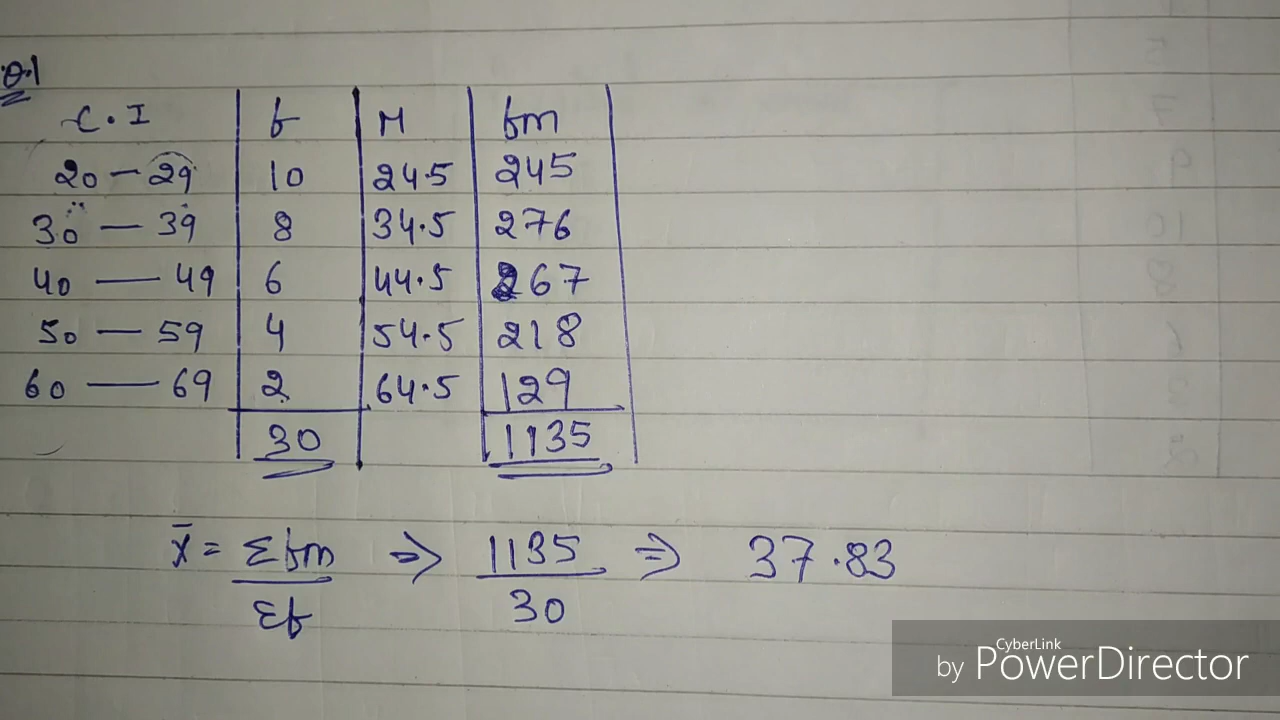 Q.1
C.I f M fm
20 — 29 10 24.5 245
30 — 39 8 34.5 276
40 — 49 6 44.5 267
50 — 59 4 54.5 218
60 — 69 2 64.5 129
30 1135
x̄ = Σfm ⇒ 1135 ⇒ 37.83
Σf 30
CyberLink
by PowerDirector